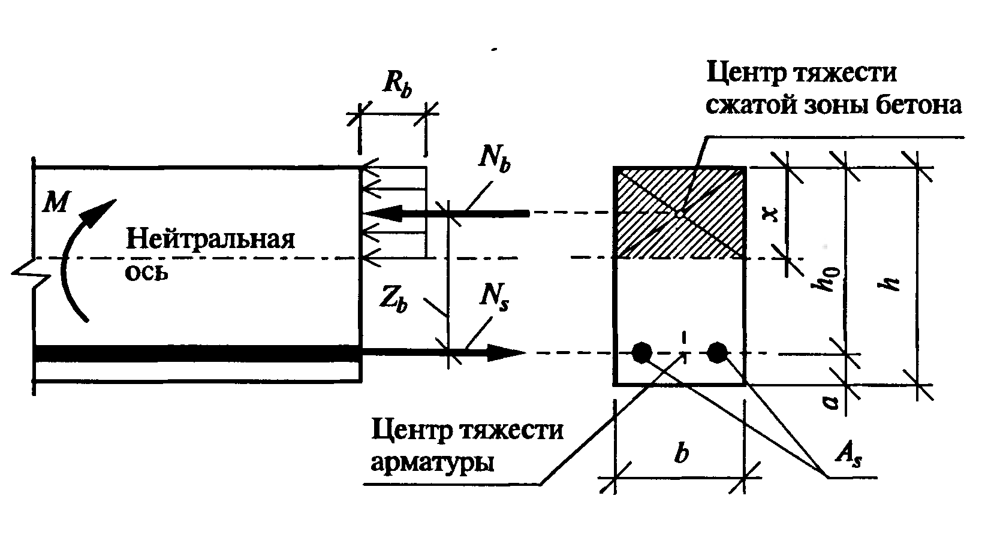 Центр тяжести
сжатой зоны бетона
R_b
N_b
M
Нейтральная
ось
x
h_0
h
Z_b
N_s
a
Центр тяжести
арматуры
b
A_s